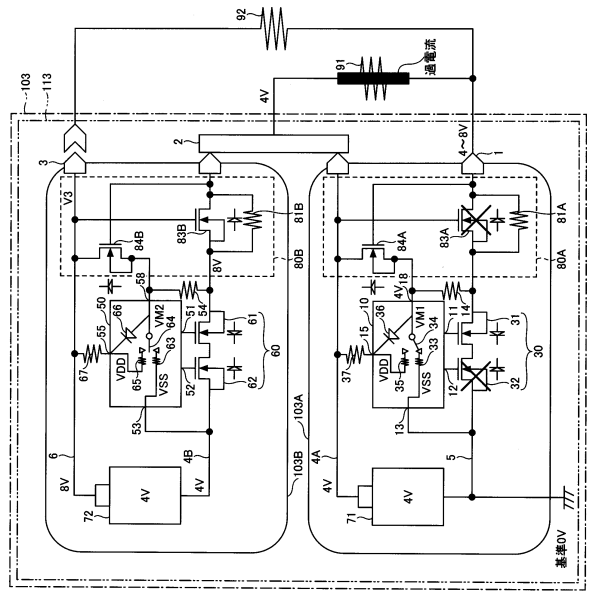 103
113
92
91
過電流
4V
2
4~8V
1
3
V3
81B
83B
84B
80B
8V
58
54
50
55
66
VM2
64
63
65
VDD
VSS
51
52
53
61
62
60
67
6
8V
72
4V
4B
4V
103B
103A
81A
83A
84A
80A
18
4V
14
10
15
36
VM1
34
33
35
VDD
VSS
11
12
13
31
32
30
37
4A
4V
71
4V
5
基準0V